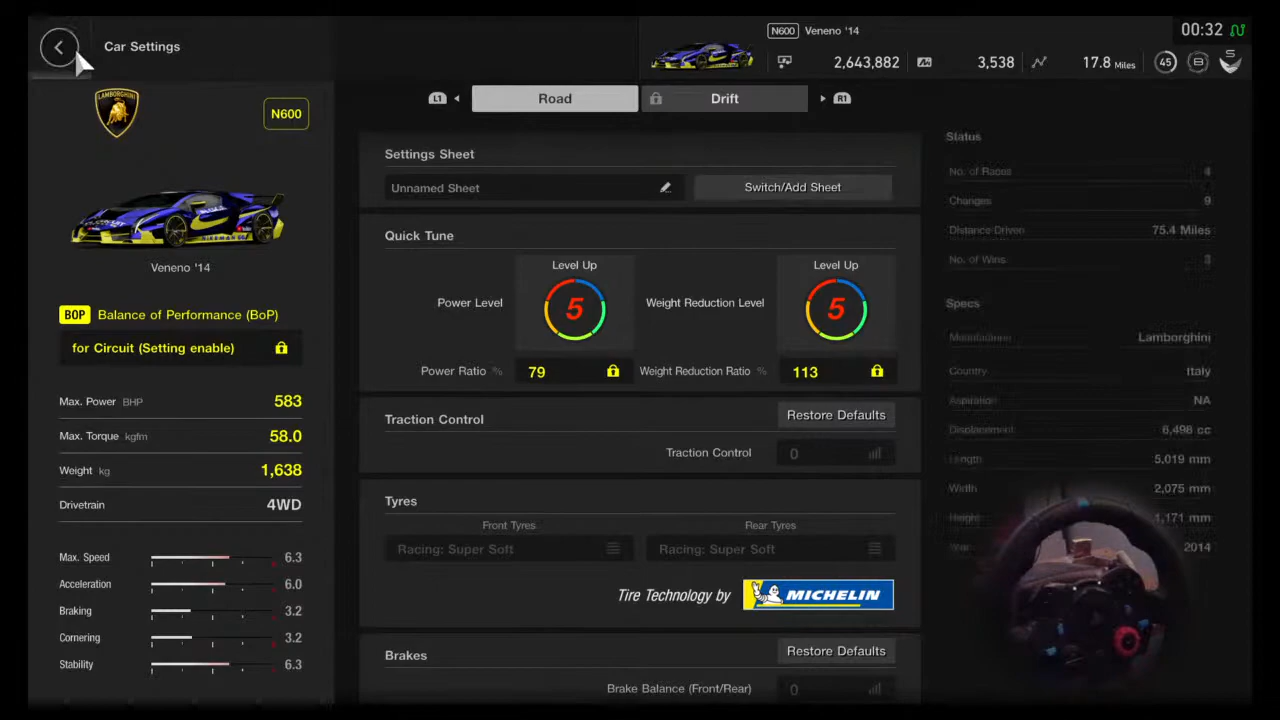 Car Settings
N600 Veneno '14
2,643,882
3,538
17.8 Miles
45
B
S
00:32
LAMBORGHINI
N600
Veneno '14
BOP Balance of Performance (BoP)
for Circuit (Setting enable)
Max. Power BHP 583
Max. Torque kgfm 58.0
Weight kg 1,638
Drivetrain 4WD
Max. Speed 6.3
Acceleration 6.0
Braking 3.2
Cornering 3.2
Stability 6.3
L1 Road Drift R1
Settings Sheet
Unnamed Sheet Switch/Add Sheet
Quick Tune
Level Up Level Up
Power Level 5 Weight Reduction Level 5
Power Ratio % 79 Weight Reduction Ratio % 113
Traction Control Restore Defaults
Traction Control 0
Tyres
Front Tyres Rear Tyres
Racing: Super Soft Racing: Super Soft
Tire Technology by MICHELIN
Brakes Restore Defaults
Brake Balance (Front/Rear) 0
Status
No. of Races 4
Changes 9
Distance Driven 75.4 Miles
No. of Wins 3
Specs
Manufacturer Lamborghini
Country Italy
Aspiration NA
Displacement 6,498 cc
Length 5,019 mm
Width 2,075 mm
Height 1,171 mm
2014